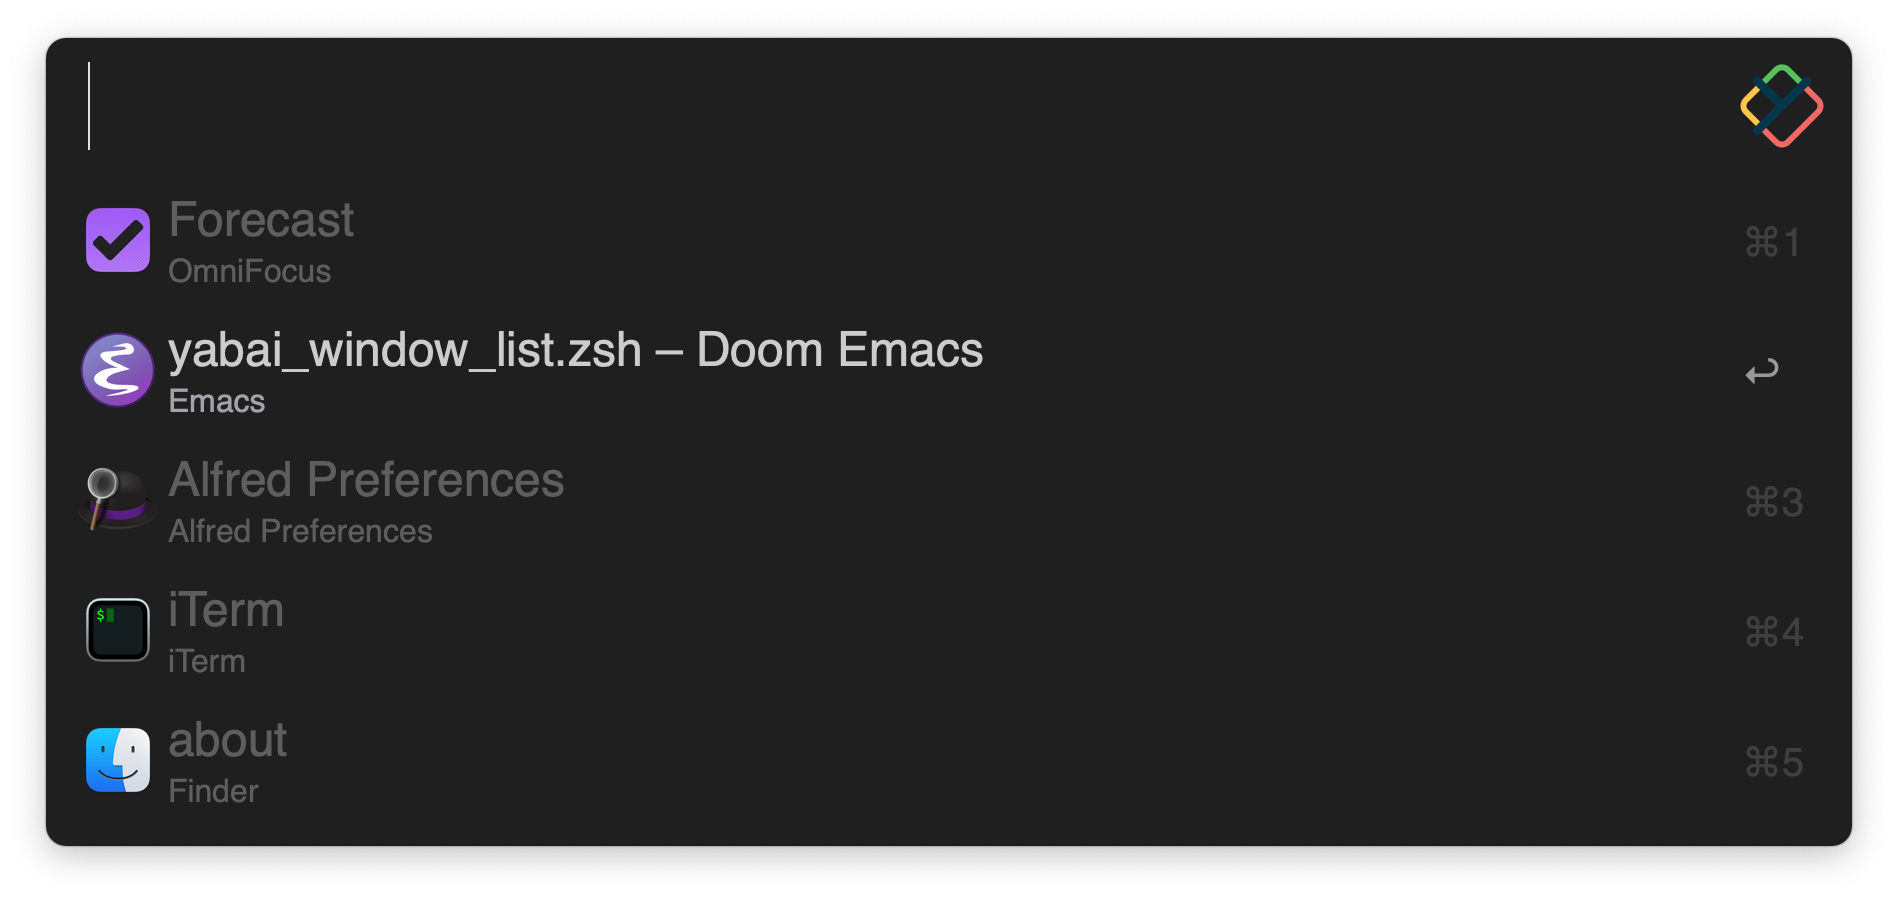 Forecast
OmniFocus
⌘1
yabai_window_list.zsh — Doom Emacs
Emacs
↩
Alfred Preferences
Alfred Preferences
⌘3
$
iTerm
iTerm
⌘4
about
Finder
⌘5